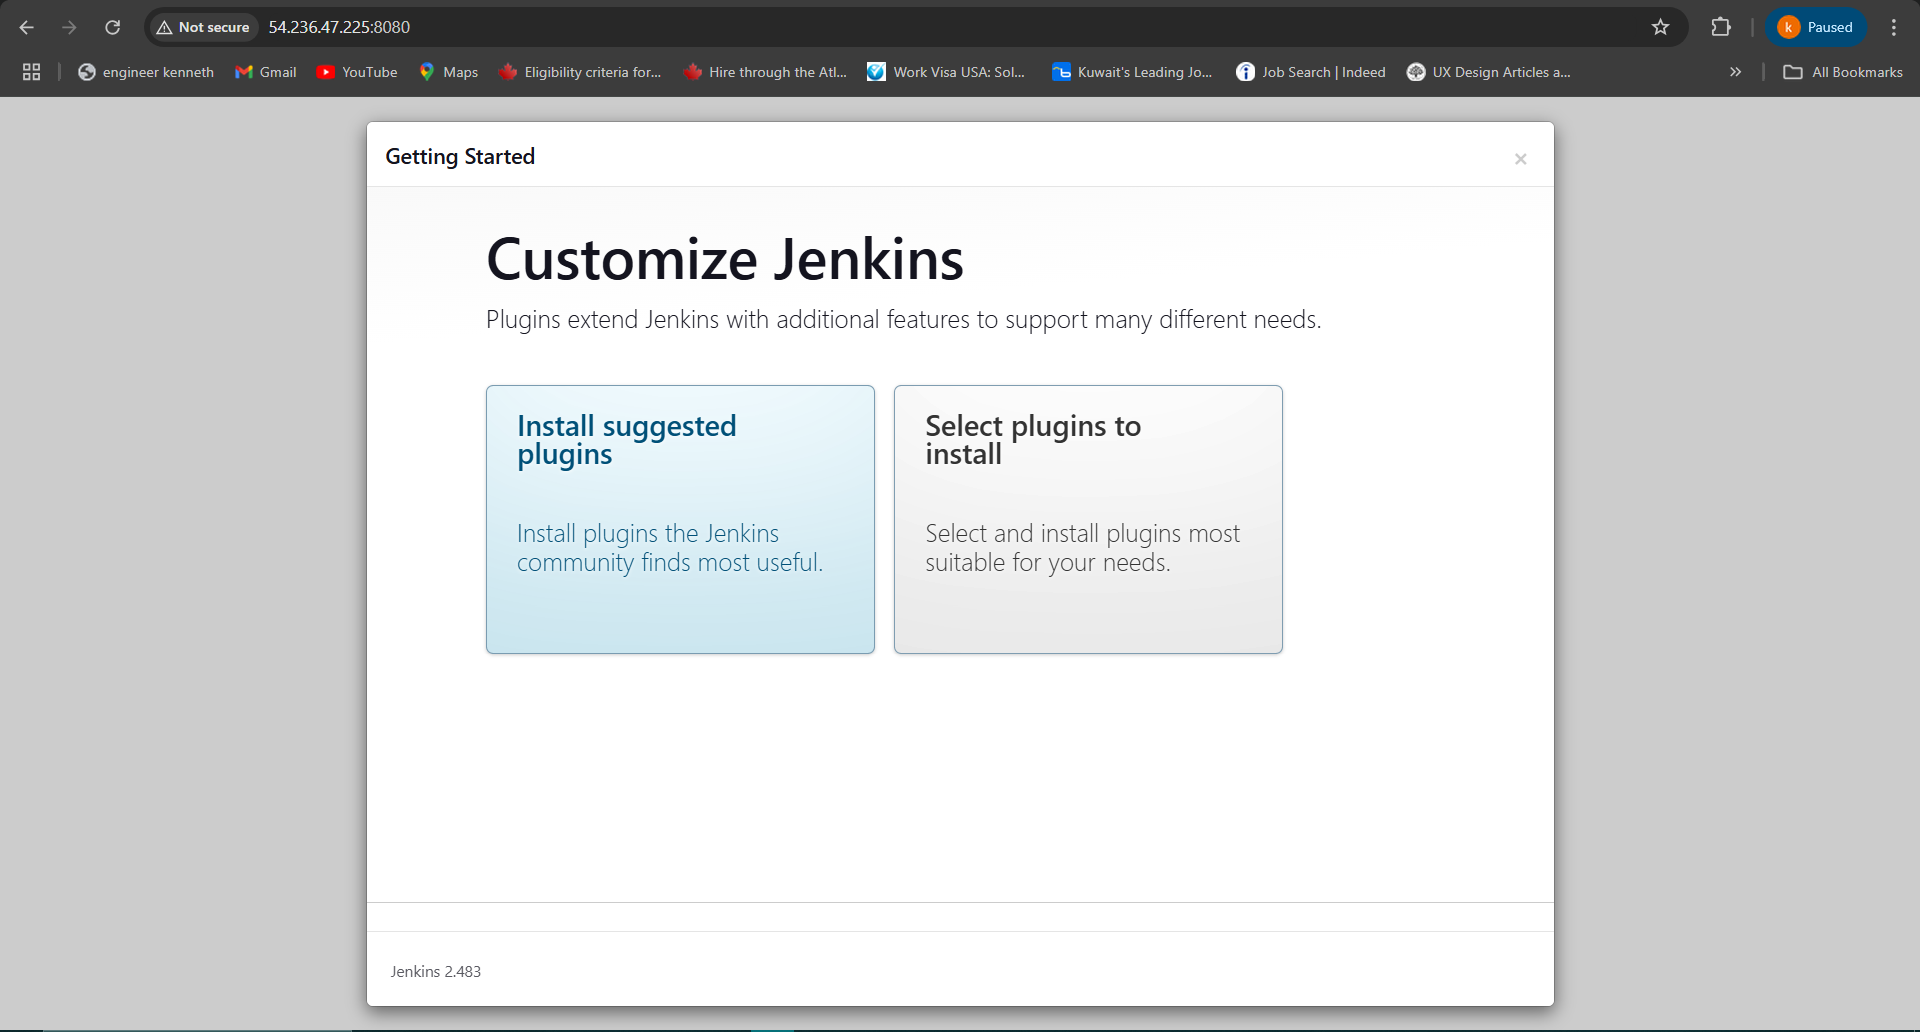 Not secure 54.236.47.225:8080
k Paused
engineer kenneth Gmail YouTube Maps Eligibility criteria for... Hire through the Atl... Work Visa USA: Sol... Kuwait's Leading Jo... Job Search | Indeed UX Design Articles a... » All Bookmarks
Getting Started ×
Customize Jenkins
Plugins extend Jenkins with additional features to support many different needs.
Install suggested
plugins
Install plugins the Jenkins
community finds most useful.
Select plugins to
install
Select and install plugins most
suitable for your needs.
Jenkins 2.483